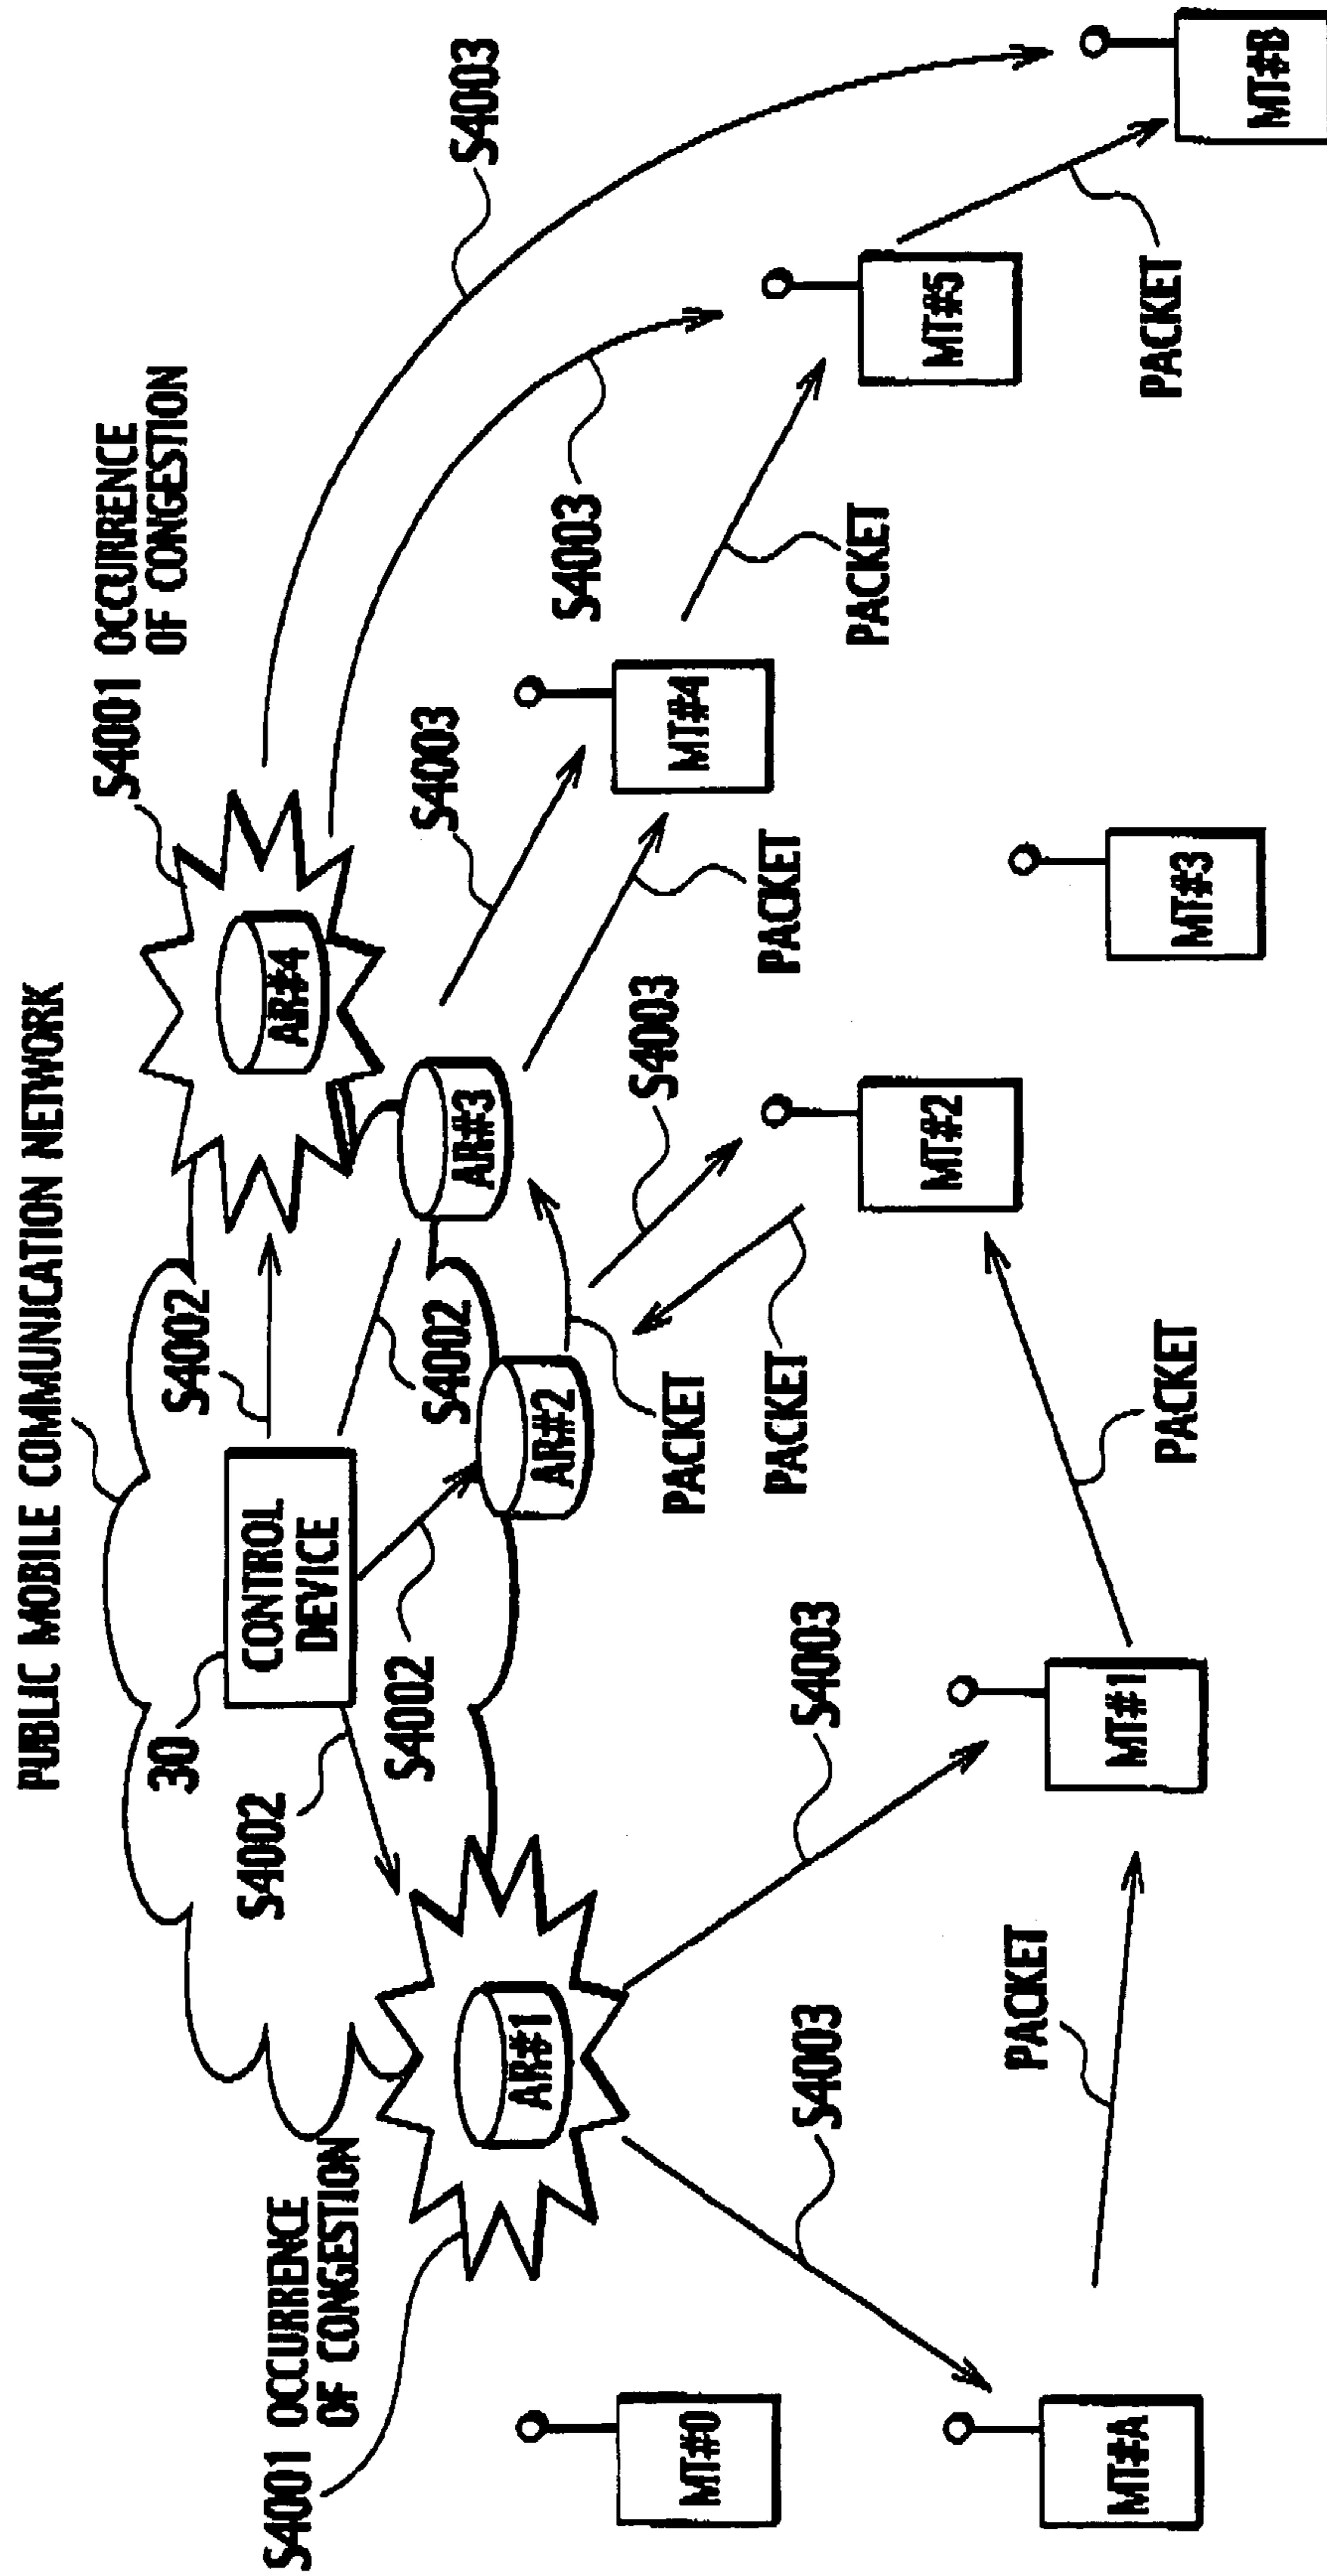 PUBLIC MOBILE COMMUNICATION NETWORK
S4001 OCCURRENCE
OF CONGESTION
S4001 OCCURRENCE
OF CONGESTION
30
CONTROL
DEVICE
S4002
S4002
S4002
S4002
AR#1
AR#2
AR#3
AR#4
S4003
S4003
S4003
S4003
S4003
S4003
PACKET
PACKET
PACKET
PACKET
PACKET
PACKET
PACKET
MT#0
MT#A
MT#1
MT#2
MT#3
MT#4
MT#5
MT#B